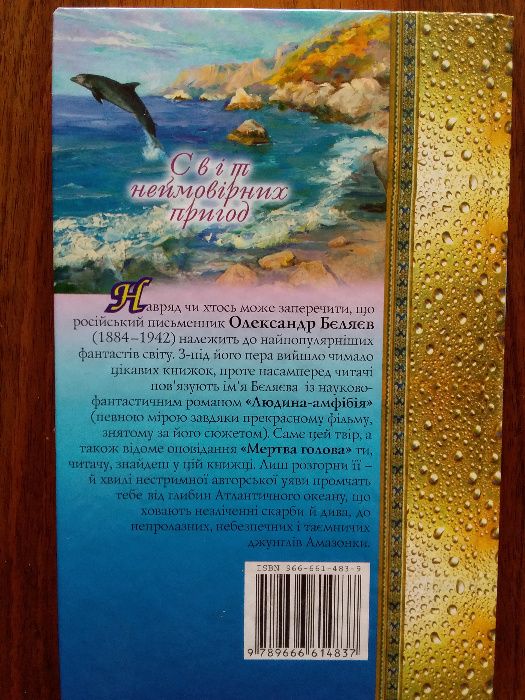 Світ
неймовірних
пригод
Навряд чи хтось може заперечити, що
російський письменник Олександр Бєляєв
(1884–1942) належить до найпопулярніших
фантастів світу. З-під його пера вийшло чимало
цікавих книжок, проте насамперед читачі
пов'язують ім'я Бєляєва із науково-
фантастичним романом «Людина-амфібія»
(певною мірою завдяки прекрасному фільму,
знятому за його сюжетом). Саме цей твір, а
також відоме оповідання «Мертва голова» ти,
читачу, знайдеш у цій книжці. Лиш розгорни її –
й хвилі нестримної авторської уяви промчать
тебе від глибин Атлантичного океану, що
ховають незліченні скарби й дива, до
непролазних, небезпечних і таємничих
джунглів Амазонки.
ISBN 966-661-483-9
9 789666 614837